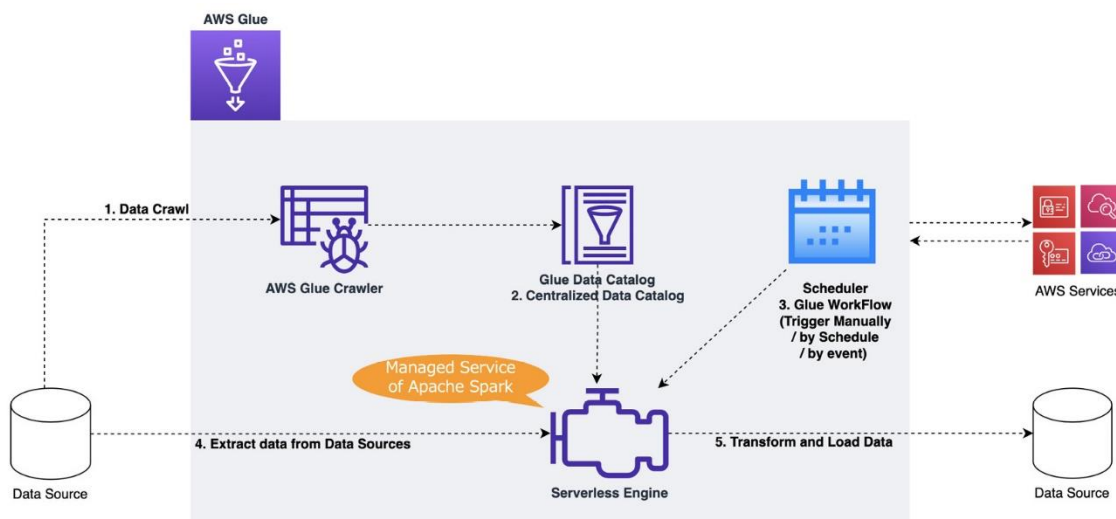 AWS Glue
1. Data Crawl
AWS Glue Crawler
Glue Data Catalog
2. Centralized Data Catalog
Scheduler
3. Glue WorkFlow
(Trigger Manually
/ by Schedule
/ by event)
AWS Services
Managed Service
of Apache Spark
4. Extract data from Data Sources
Serverless Engine
5. Transform and Load Data
Data Source
Data Source